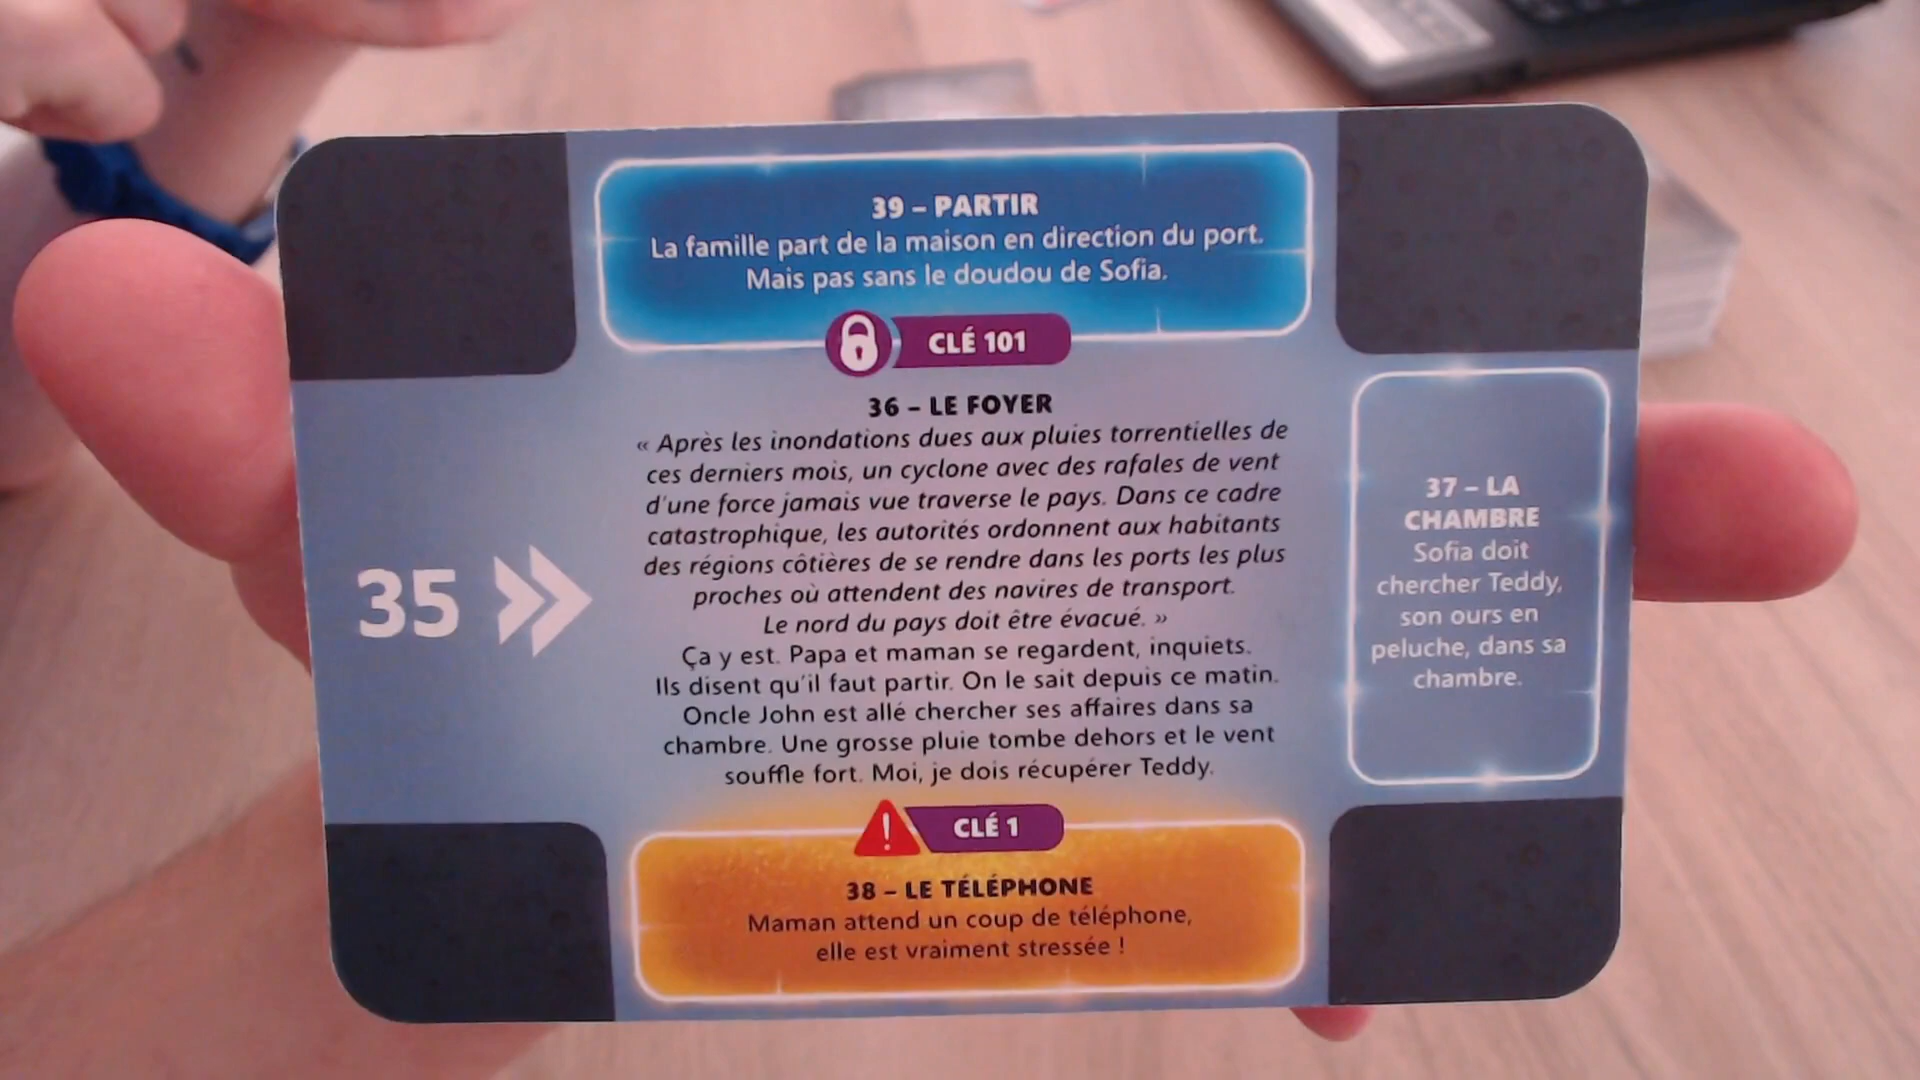 39 – PARTIR
La famille part de la maison en direction du port.
Mais pas sans le doudou de Sofia.
CLÉ 101
36 – LE FOYER
« Après les inondations dues aux pluies torrentielles de
ces derniers mois, un cyclone avec des rafales de vent
d'une force jamais vue traverse le pays. Dans ce cadre
catastrophique, les autorités ordonnent aux habitants
des régions côtières de se rendre dans les ports les plus
proches où attendent des navires de transport.
Le nord du pays doit être évacué. »
Ça y est. Papa et maman se regardent, inquiets.
Ils disent qu'il faut partir. On le sait depuis ce matin.
Oncle John est allé chercher ses affaires dans sa
chambre. Une grosse pluie tombe dehors et le vent
souffle fort. Moi, je dois récupérer Teddy.
35 »
37 – LA
CHAMBRE
Sofia doit
chercher Teddy,
son ours en
peluche, dans sa
chambre.
! CLÉ 1
38 – LE TÉLÉPHONE
Maman attend un coup de téléphone,
elle est vraiment stressée !